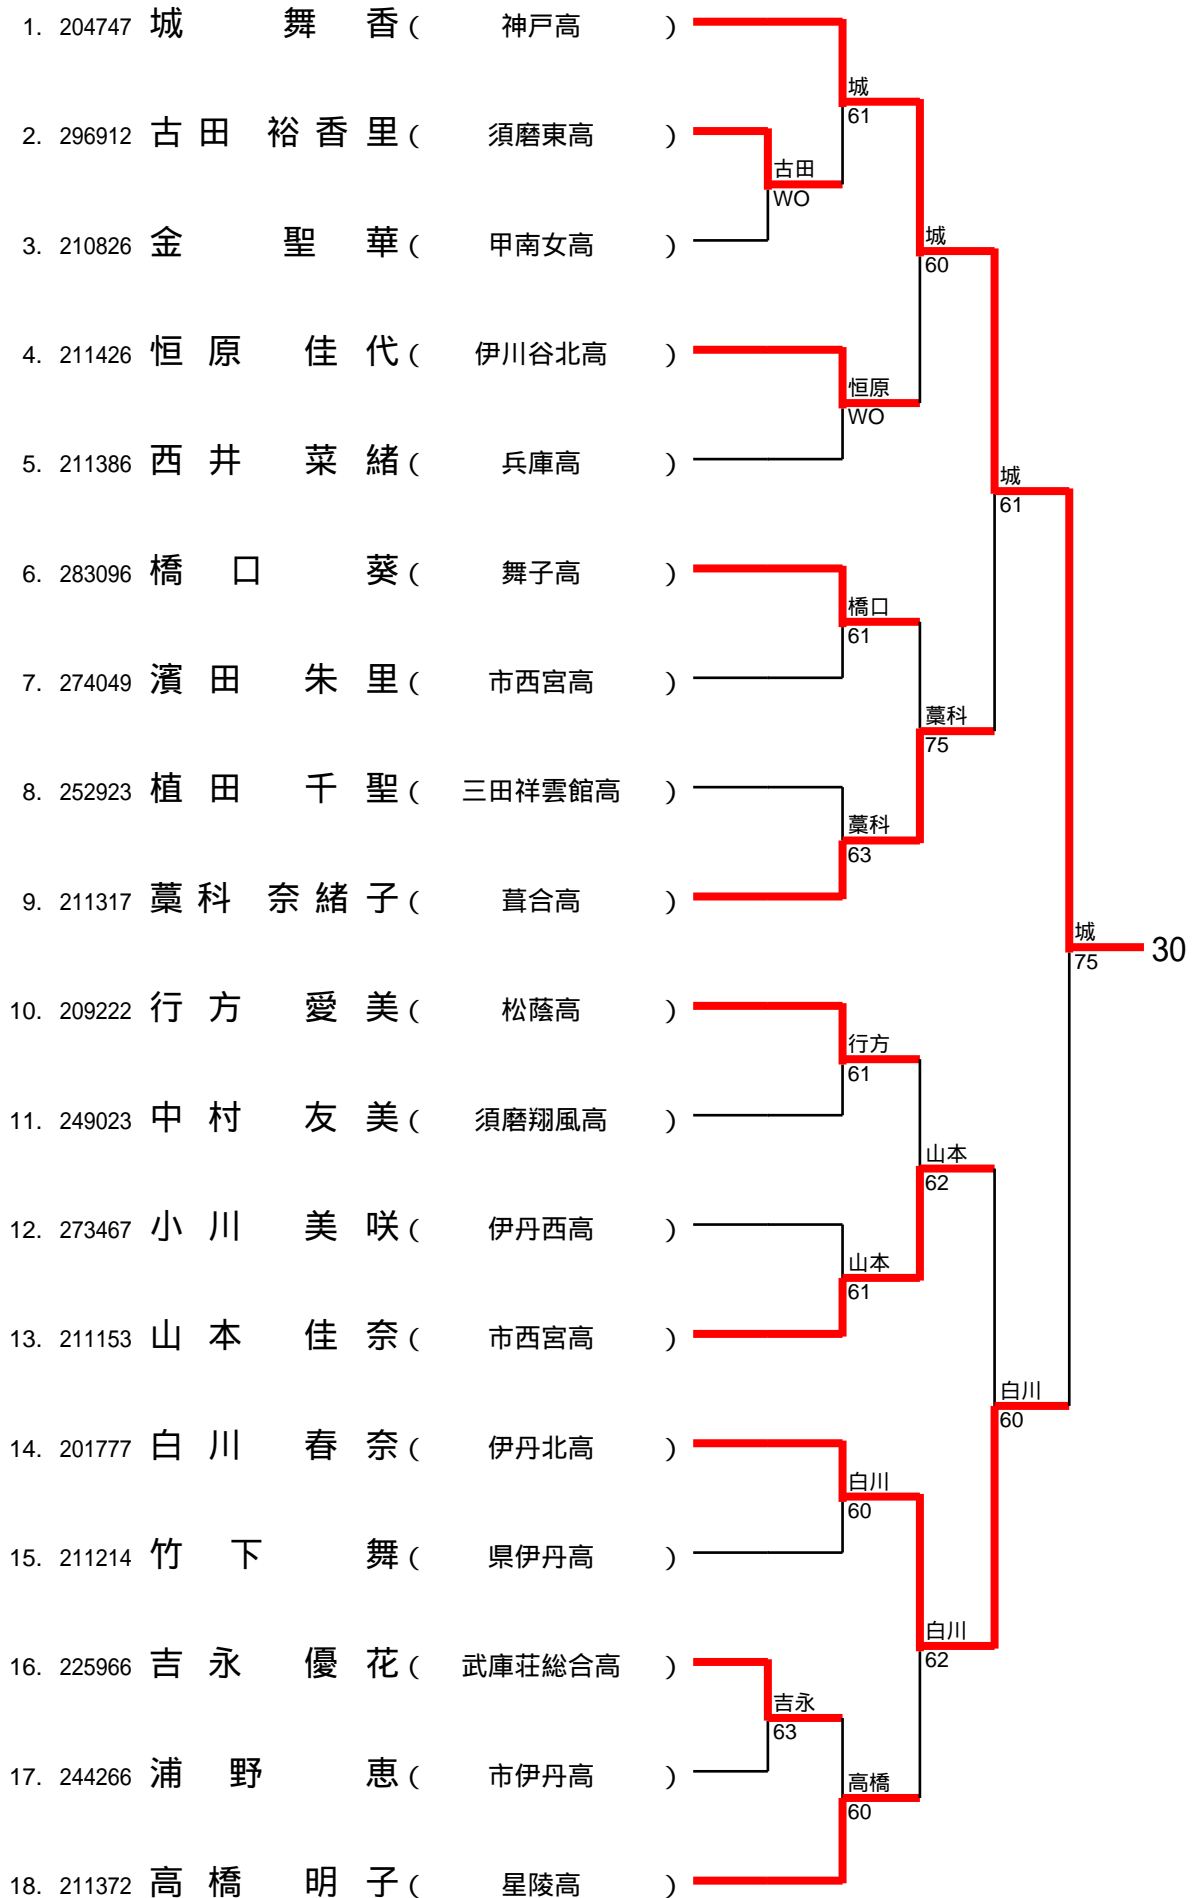 1. 204747 城 舞 香 ( 神戸高 )
城
61
2. 296912 古 田 裕 香 里 ( 須磨東高 )
古田
WO
3. 210826 金 聖 華 ( 甲南女高 )
城
60
4. 211426 恒 原 佳 代 ( 伊川谷北高 )
恒原
WO
5. 211386 西 井 菜 緒 ( 兵庫高 )
城
61
6. 283096 橋 口 葵 ( 舞子高 )
橋口
61
7. 274049 濱 田 朱 里 ( 市西宮高 )
藁科
75
8. 252923 植 田 千 聖 ( 三田祥雲館高 )
藁科
63
9. 211317 藁 科 奈 緒 子 ( 葺合高 )
城
75
30
10. 209222 行 方 愛 美 ( 松蔭高 )
行方
61
11. 249023 中 村 友 美 ( 須磨翔風高 )
山本
62
12. 273467 小 川 美 咲 ( 伊丹西高 )
山本
61
13. 211153 山 本 佳 奈 ( 市西宮高 )
白川
60
14. 201777 白 川 春 奈 ( 伊丹北高 )
白川
60
15. 211214 竹 下 舞 ( 県伊丹高 )
白川
62
16. 225966 吉 永 優 花 ( 武庫荘総合高 )
吉永
63
17. 244266 浦 野 恵 ( 市伊丹高 )
高橋
60
18. 211372 高 橋 明 子 ( 星陵高 )